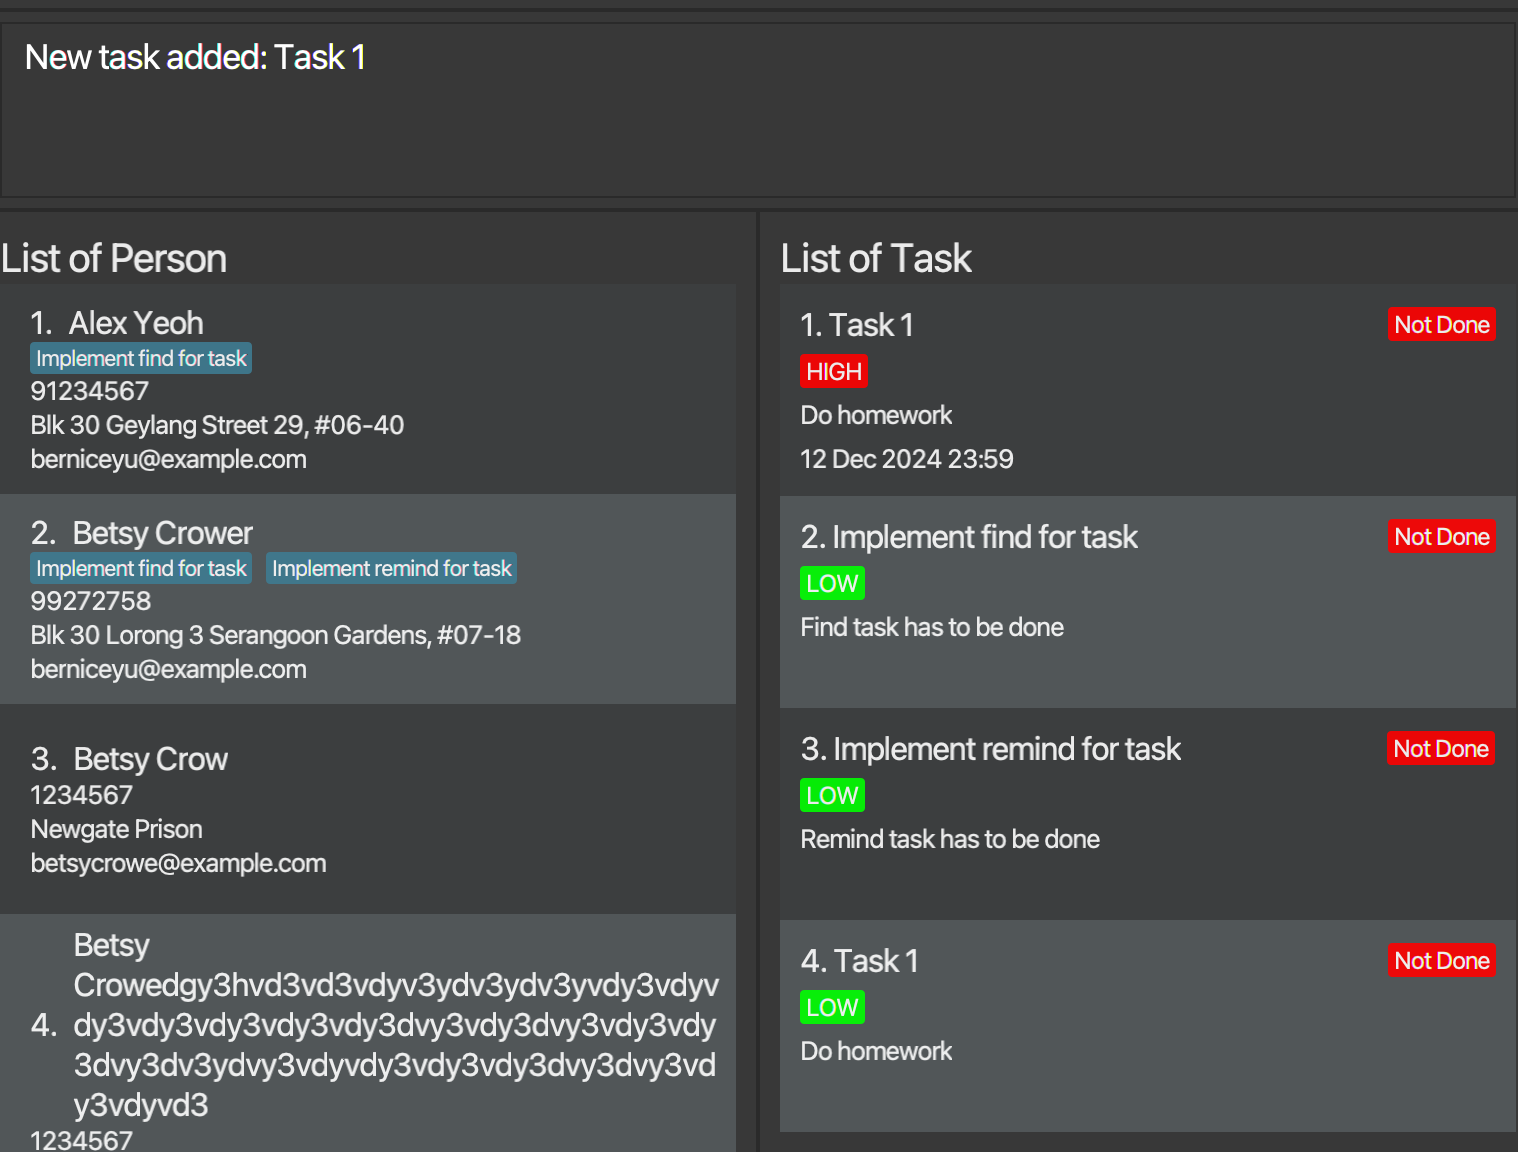 New task added: Task 1
List of Person
1. Alex Yeoh
Implement find for task
91234567
Blk 30 Geylang Street 29, #06-40
berniceyu@example.com
2. Betsy Crower
Implement find for task Implement remind for task
99272758
Blk 30 Lorong 3 Serangoon Gardens, #07-18
berniceyu@example.com
3. Betsy Crow
1234567
Newgate Prison
betsycrowe@example.com
Betsy
Crowedgy3hvd3vd3vdyv3ydv3ydv3yvdy3vdyv
4. dy3vdy3vdy3vdy3vdy3dvy3vdy3dvy3vdy3vdy
3dvy3dv3ydvy3vdyvdy3vdy3vdy3dvy3dvy3vd
y3vdyvd3
1234567
List of Task
1. Task 1 Not Done
HIGH
Do homework
12 Dec 2024 23:59
2. Implement find for task Not Done
LOW
Find task has to be done
3. Implement remind for task Not Done
LOW
Remind task has to be done
4. Task 1 Not Done
LOW
Do homework